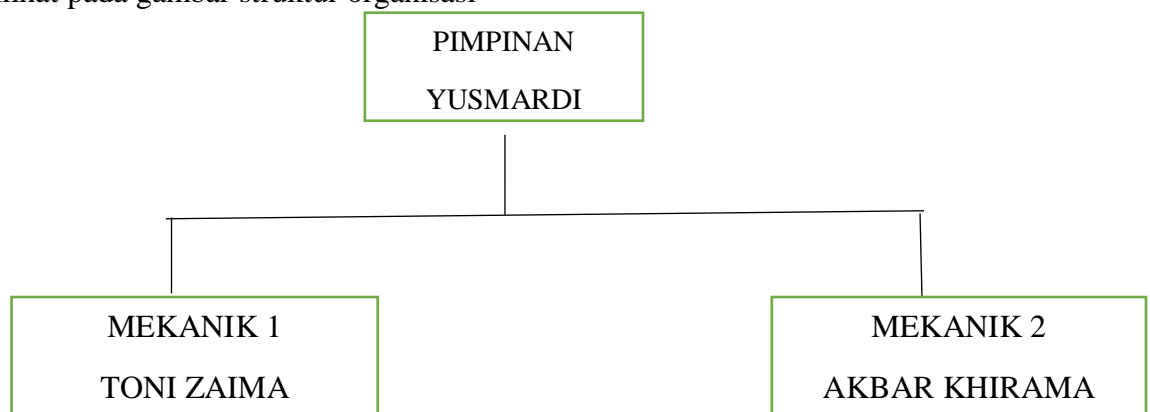 pada gambar struktur organisasi
PIMPINAN
YUSMARDI
MEKANIK 1
MEKANIK 2
TONI ZAIMA
AKBAR KHIRAMA